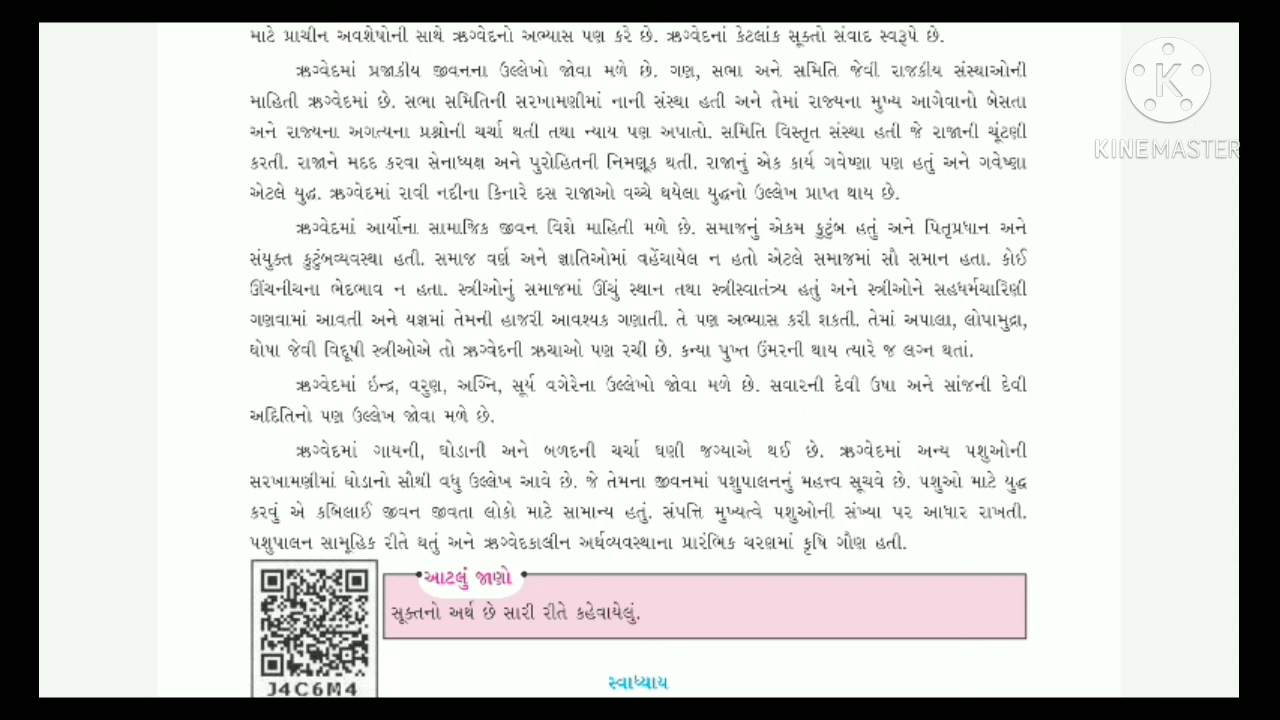 માટે પ્રાચીન અવશેષોની સાથે ઋગ્વેદનો અભ્યાસ પણ કરે છે. ઋગ્વેદનાં કેટલાંક સૂક્તો સંવાદ સ્વરૂપે છે.
ઋગ્વેદમાં પ્રજાકીય જીવનના ઉલ્લેખો જોવા મળે છે. ગણ, સભા અને સમિતિ જેવી રાજકીય સંસ્થાઓની
માહિતી ઋગ્વેદમાં છે. સભા સમિતિની સરખામણીમાં નાની સંસ્થા હતી અને તેમાં રાજ્યના મુખ્ય આગેવાનો બેસતા
અને રાજ્યના અગત્યના પ્રશ્નોની ચર્ચા થતી તથા ન્યાય પણ અપાતો. સમિતિ વિસ્તૃત સંસ્થા હતી જે રાજાની ચૂંટણી
કરતી. રાજાને મદદ કરવા સેનાધ્યક્ષ અને પુરોહિતની નિમણૂક થતી. રાજાનું એક કાર્ય ગવેષ્ણા પણ હતું અને ગવેષ્ણા
એટલે યુદ્ધ. ઋગ્વેદમાં રાવી નદીના કિનારે દસ રાજાઓ વચ્ચે થયેલા યુદ્ધનો ઉલ્લેખ પ્રાપ્ત થાય છે.
ઋગ્વેદમાં આર્યોના સામાજિક જીવન વિશે માહિતી મળે છે. સમાજનું એકમ કુટુંબ હતું અને પિતૃપ્રધાન અને
સંયુક્ત કુટુંબવ્યવસ્થા હતી. સમાજ વર્ણ અને જ્ઞાતિઓમાં વહેંચાયેલ ન હતો એટલે સમાજમાં સૌ સમાન હતા. કોઈ
ઊંચનીચના ભેદભાવ ન હતા. સ્ત્રીઓનું સમાજમાં ઊંચું સ્થાન તથા સ્ત્રીસ્વાતંત્ર્ય હતું અને સ્ત્રીઓને સહધર્મચારિણી
ગણવામાં આવતી અને યજ્ઞમાં તેમની હાજરી આવશ્યક ગણાતી. તે પણ અભ્યાસ કરી શકતી. તેમાં અપાલા, લોપામુદ્રા,
ઘોષા જેવી વિદૂષી સ્ત્રીઓએ તો ઋગ્વેદની ઋચાઓ પણ રચી છે. કન્યા પુખ્ત ઉંમરની થાય ત્યારે જ લગ્ન થતાં.
ઋગ્વેદમાં ઇન્દ્ર, વરુણ, અગ્નિ, સૂર્ય વગેરેના ઉલ્લેખો જોવા મળે છે. સવારની દેવી ઉષા અને સાંજની દેવી
અદિતિનો પણ ઉલ્લેખ જોવા મળે છે.
ઋગ્વેદમાં ગાયની, ઘોડાની અને બળદની ચર્ચા ઘણી જગ્યાએ થઈ છે. ઋગ્વેદમાં અન્ય પશુઓની
સરખામણીમાં ઘોડાનો સૌથી વધુ ઉલ્લેખ આવે છે. જે તેમના જીવનમાં પશુપાલનનું મહત્ત્વ સૂચવે છે. પશુઓ માટે યુદ્ધ
કરવું એ કબિલાઈ જીવન જીવતા લોકો માટે સામાન્ય હતું. સંપત્તિ મુખ્યત્વે પશુઓની સંખ્યા પર આધાર રાખતી.
પશુપાલન સામૂહિક રીતે થતું અને ઋગ્વેદકાલીન અર્થવ્યવસ્થાના પ્રારંભિક ચરણમાં કૃષિ ગૌણ હતી.
આટલું જાણો
સૂક્તનો અર્થ છે સારી રીતે કહેવાયેલું.
J4C6M4
સ્વાધ્યાય
K
KINEMASTER